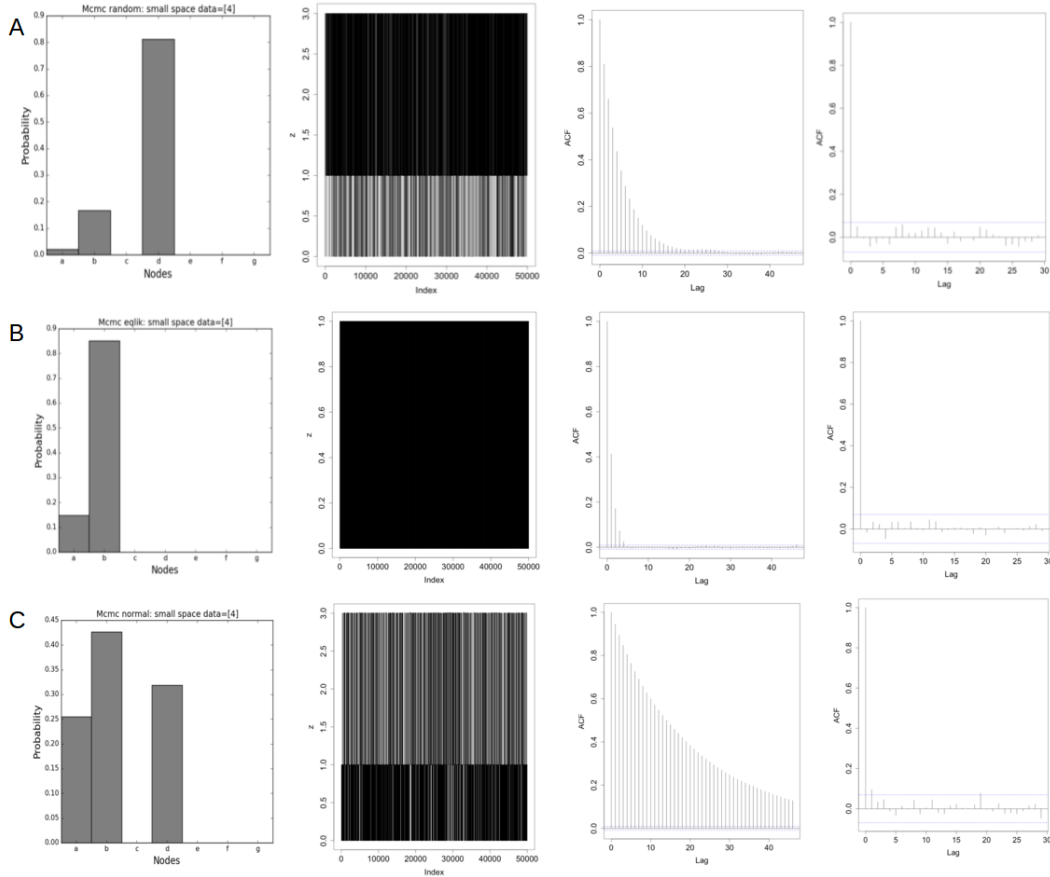 A
Mcmc random: small space data=[4]
0.9
0.8
0.7
0.6
0.5
0.4
0.3
0.2
0.1
0.0
Probability
a b c d e f g
Nodes
3.0
2.5
2.0
1.5
1.0
0.5
0.0
z
0 10000 20000 30000 40000 50000
Index
1.0
0.8
0.6
0.4
0.2
0.0
ACF
0 10 20 30 40
Lag
1.0
0.8
0.6
0.4
0.2
0.0
ACF
0 5 10 15 20 25 30
Lag
B
Mcmc eqlik: small space data=[4]
0.9
0.8
0.7
0.6
0.5
0.4
0.3
0.2
0.1
0.0
Probability
a b c d e f g
Nodes
1.0
0.8
0.6
0.4
0.2
0.0
z
0 10000 20000 30000 40000 50000
Index
1.0
0.8
0.6
0.4
0.2
0.0
ACF
0 10 20 30 40
Lag
1.0
0.8
0.6
0.4
0.2
0.0
ACF
0 5 10 15 20 25 30
Lag
C
Mcmc normal: small space data=[4]
0.45
0.40
0.35
0.30
0.25
0.20
0.15
0.10
0.05
0.00
Probability
a b c d e f g
Nodes
3.0
2.5
2.0
1.5
1.0
0.5
0.0
z
0 10000 20000 30000 40000 50000
Index
1.0
0.8
0.6
0.4
0.2
0.0
ACF
0 10 20 30 40
Lag
1.0
0.8
0.6
0.4
0.2
0.0
ACF
0 5 10 15 20 25 30
Lag